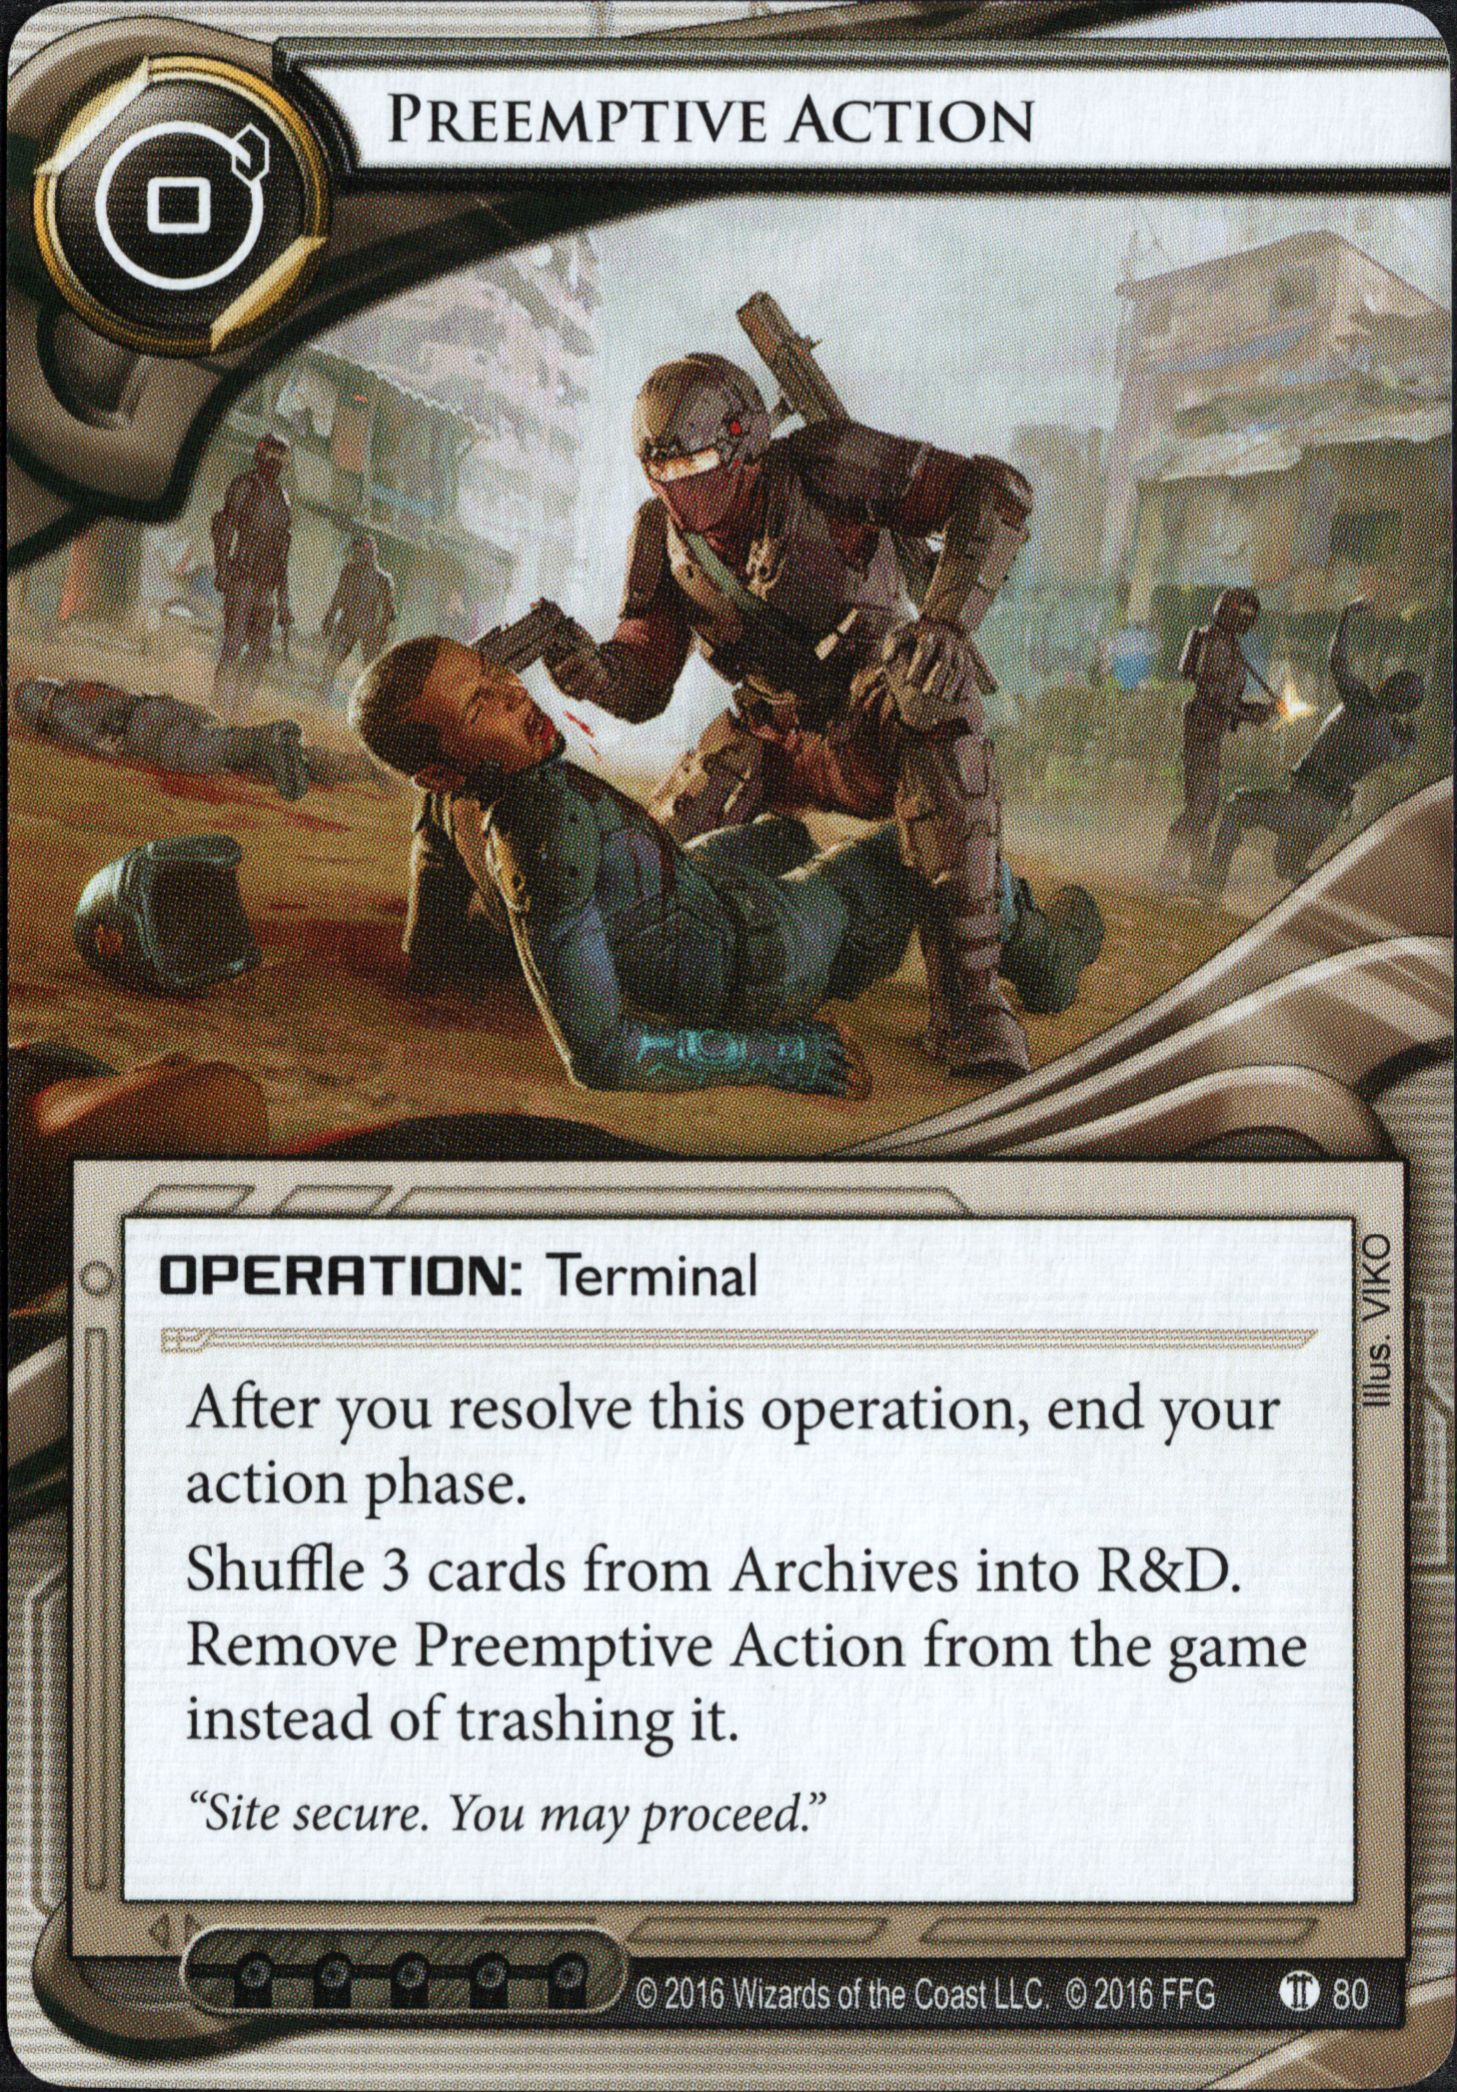 0
PREEMPTIVE ACTION
OPERATION: Terminal
After you resolve this operation, end your
action phase.
Shuffle 3 cards from Archives into R&D.
Remove Preemptive Action from the game
instead of trashing it.
“Site secure. You may proceed.”
Illus. VIKO
© 2016 Wizards of the Coast LLC. © 2016 FFG
80